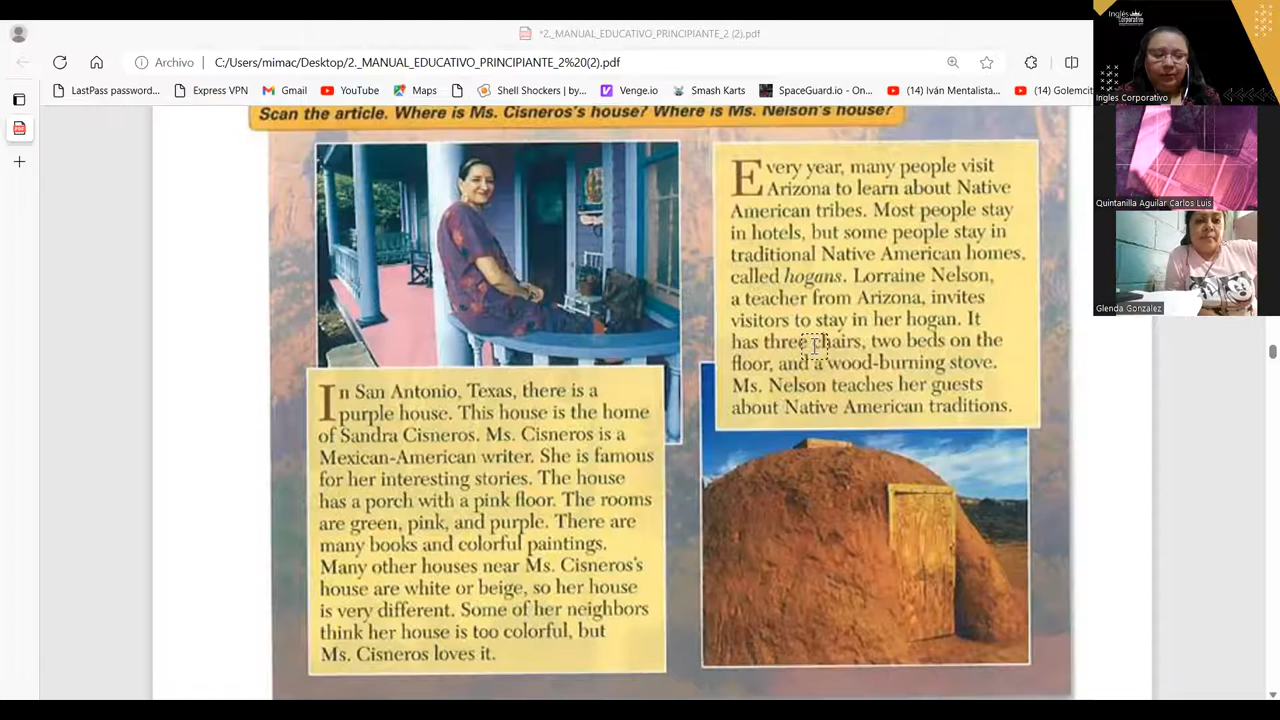 *2._MANUAL_EDUCATIVO_PRINCIPIANTE_2 (2).pdf
Archivo
C:/Users/mimac/Desktop/2._MANUAL_EDUCATIVO_PRINCIPIANTE_2%20(2).pdf
LastPass password...
Express VPN
Gmail
YouTube
Maps
Shell Shockers | by...
Venge.io
Smash Karts
SpaceGuard.io - On...
(14) Iván Mentalista...
(14) Golemcit
Scan the article. Where is Ms. Cisneros's house? Where is Ms. Nelson's house?
In San Antonio, Texas, there is a
purple house. This house is the home
of Sandra Cisneros. Ms. Cisneros is a
Mexican-American writer. She is famous
for her interesting stories. The house
has a porch with a pink floor. The rooms
are green, pink, and purple. There are
many books and colorful paintings.
Many other houses near Ms. Cisneros's
house are white or beige, so her house
is very different. Some of her neighbors
think her house is too colorful, but
Ms. Cisneros loves it.
Every year, many people visit
Arizona to learn about Native
American tribes. Most people stay
in hotels, but some people stay in
traditional Native American homes,
called hogans. Lorraine Nelson,
a teacher from Arizona, invites
visitors to stay in her hogan. It
has three chairs, two beds on the
floor, and a wood-burning stove.
Ms. Nelson teaches her guests
about Native American traditions.
Inglés
Corporativo
Ingles Corporativo
Quintanilla Aguilar Carlos Luis
Glenda Gonzalez